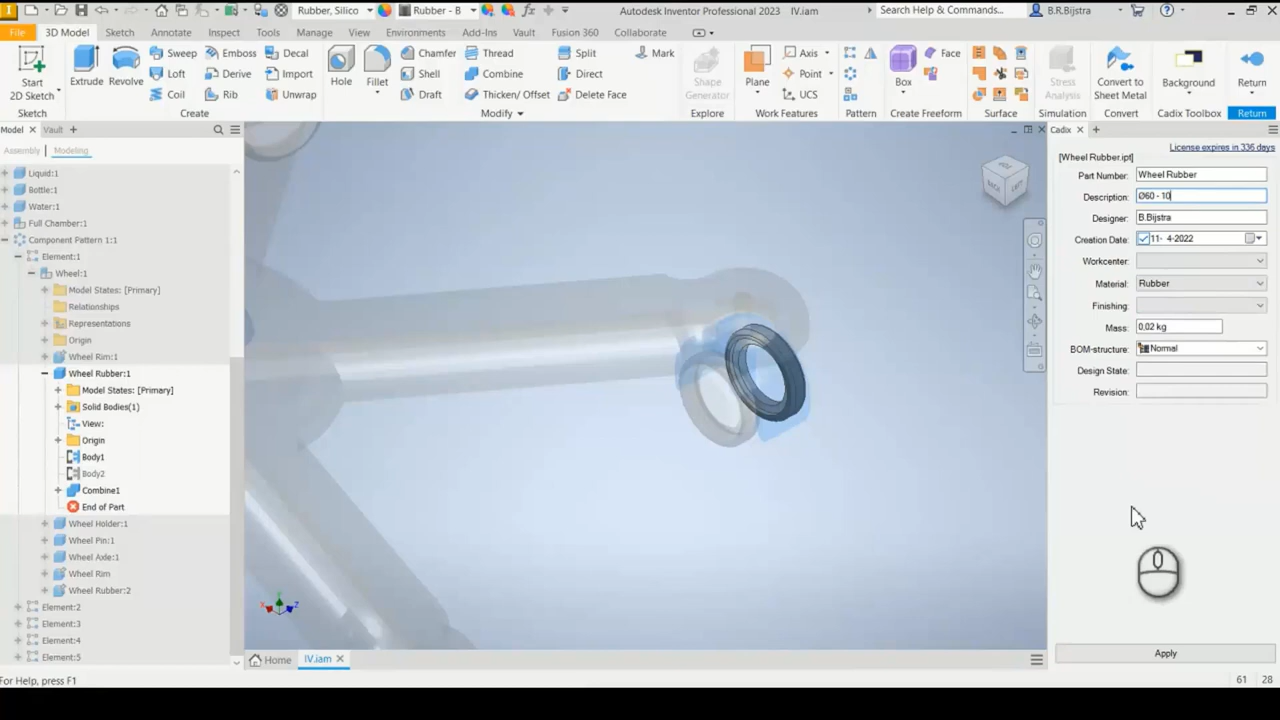 Rubber, Silico
Rubber - B
Autodesk Inventor Professional 2023 IV.iam
Search Help & Commands...
B.R.Bijstra
File
3D Model
Sketch
Annotate
Inspect
Tools
Manage
View
Environments
Add-Ins
Vault
Fusion 360
Collaborate
Start
2D Sketch
Extrude
Revolve
Sweep
Loft
Coil
Emboss
Derive
Rib
Decal
Import
Unwrap
Hole
Fillet
Chamfer
Shell
Draft
Thread
Combine
Thicken/ Offset
Split
Direct
Delete Face
Mark
Shape
Generator
Plane
Axis
Point
UCS
Box
Face
Stress
Analysis
Convert to
Sheet Metal
Background
Return
Sketch
Create
Modify
Explore
Work Features
Pattern
Create Freeform
Surface
Simulation
Convert
Cadix Toolbox
Return
Model
Vault
Assembly
Modeling
Liquid:1
Bottle:1
Water:1
Full Chamber:1
Component Pattern 1:1
Element:1
Wheel:1
Model States: [Primary]
Relationships
Representations
Origin
Wheel Rim:1
Wheel Rubber:1
Model States: [Primary]
Solid Bodies(1)
View:
Origin
Body1
Body2
Combine1
End of Part
Wheel Holder:1
Wheel Pin:1
Wheel Axle:1
Wheel Rim
Wheel Rubber:2
Element:2
Element:3
Element:4
Element:5
BACK
LEFT
Cadix
License expires in 336 days
[Wheel Rubber.ipt]
Part Number: Wheel Rubber
Description: Ø60 - 10
Designer: B.Bijstra
Creation Date: 11- 4-2022
Workcenter:
Material: Rubber
Finishing:
Mass: 0,02 kg
BOM-structure: Normal
Design State:
Revision:
Apply
Home
IV.iam
For Help, press F1
61 28